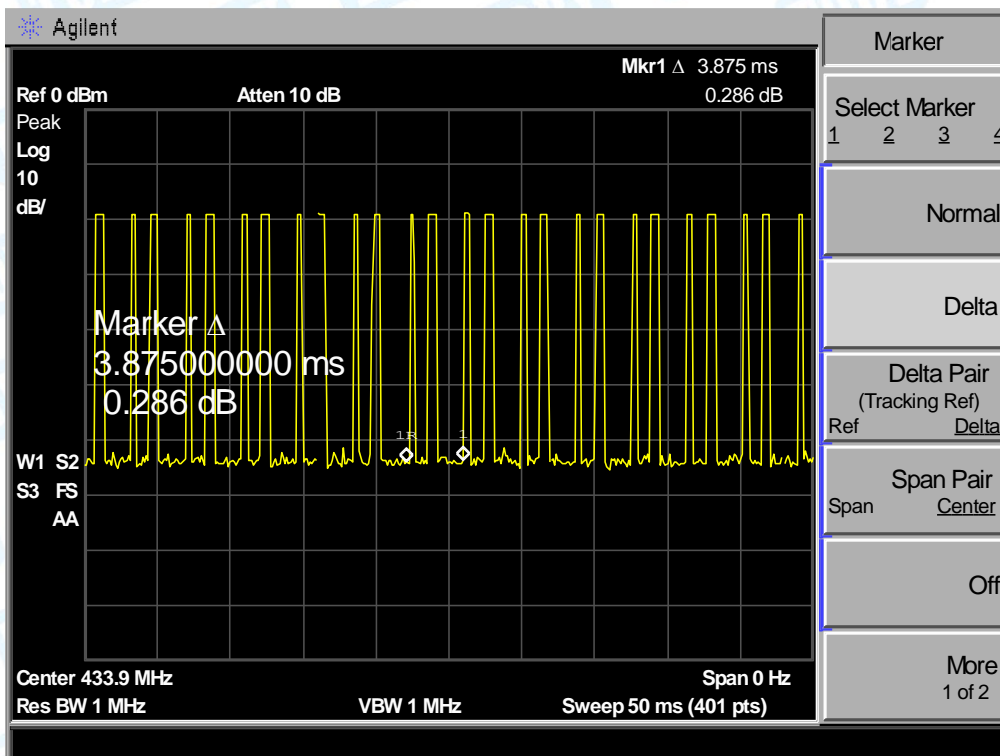 Agilent
Marker
Mkr1 Δ 3.875 ms
Ref 0 dBm Atten 10 dB 0.286 dB
Peak
Log
10
dB/
Select Marker
1 2 3 4
Normal
Marker Δ
3.875000000 ms
0.286 dB
Delta
Delta Pair
(Tracking Ref)
Ref Delta
1R 1
W1 S2
S3 FS
AA
Span Pair
Span Center
Off
Center 433.9 MHz Span 0 Hz
Res BW 1 MHz VBW 1 MHz Sweep 50 ms (401 pts)
More
1 of 2